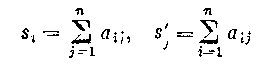 $s_i = \sum_{j=1}^{n} a_{ij}, \quad s'_j = \sum_{i=1}^{n} a_{ij}$